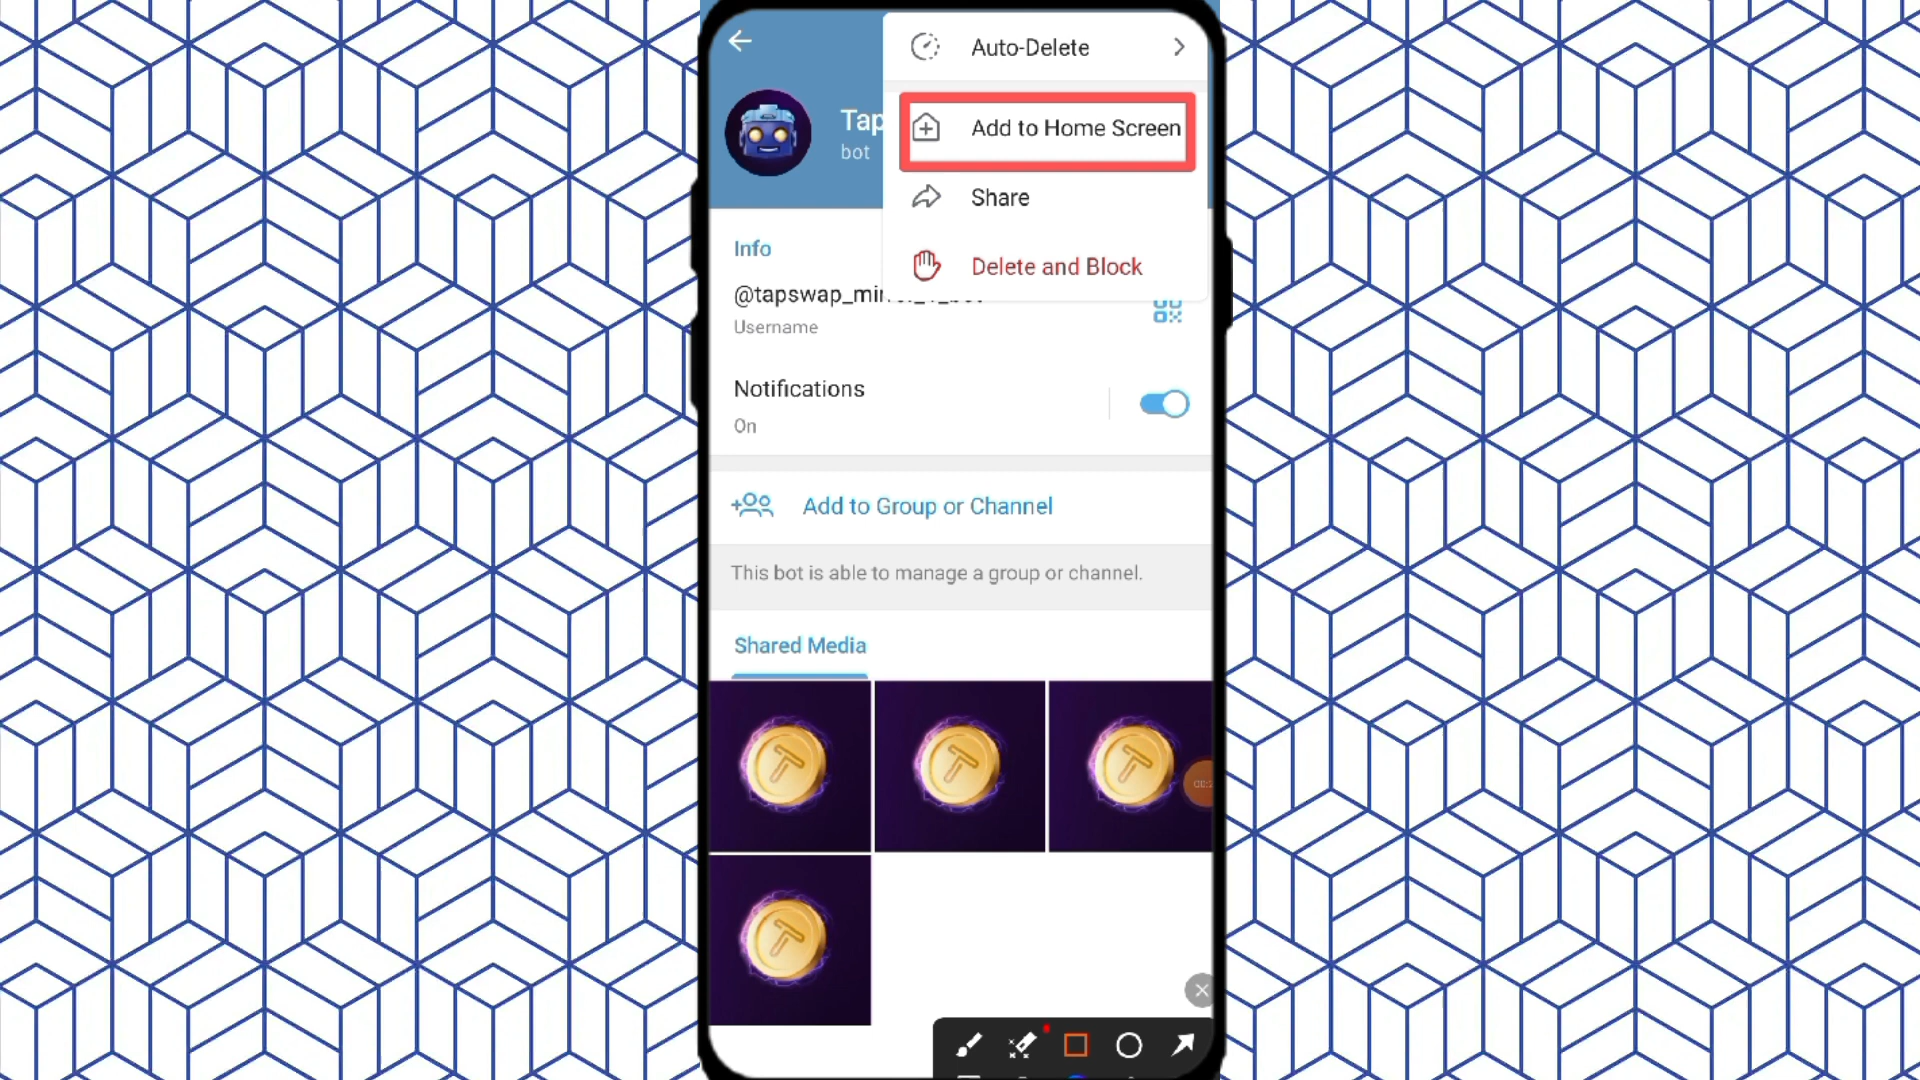 Auto-Delete
Tap
bot
Add to Home Screen
Share
Delete and Block
Info
Username
Notifications
On
Add to Group or Channel
This bot is able to manage a group or channel.
Shared Media